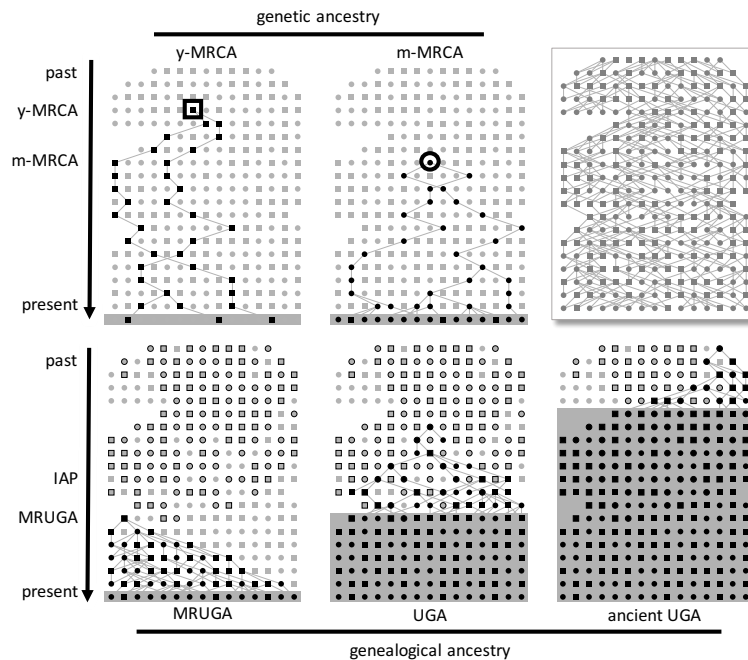 genetic ancestry
y-MRCA
m-MRCA
past
y-MRCA
m-MRCA
present
past
IAP
MRUGA
present
MRUGA
UGA
ancient UGA
genealogical ancestry